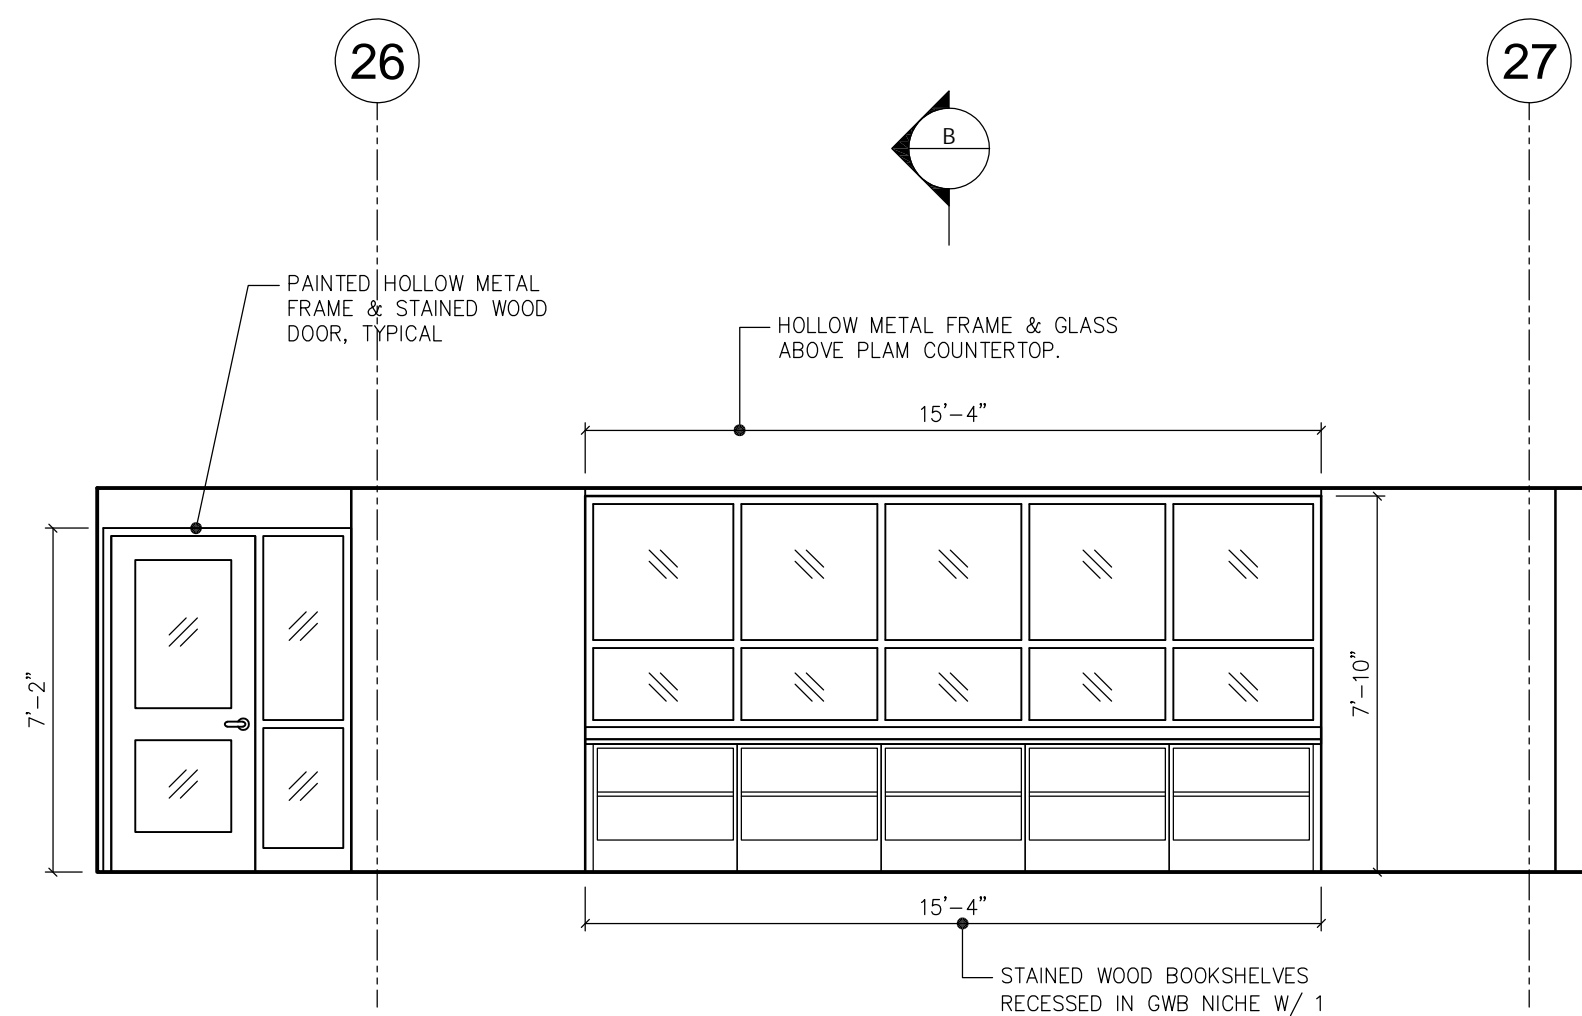 26
27
B
PAINTED HOLLOW METAL
FRAME & STAINED WOOD
DOOR, TYPICAL
HOLLOW METAL FRAME & GLASS
ABOVE PLAM COUNTERTOP.
15'-4"
7'-2"
7'-10"
15'-4"
STAINED WOOD BOOKSHELVES
RECESSED IN GWB NICHE W/ 1